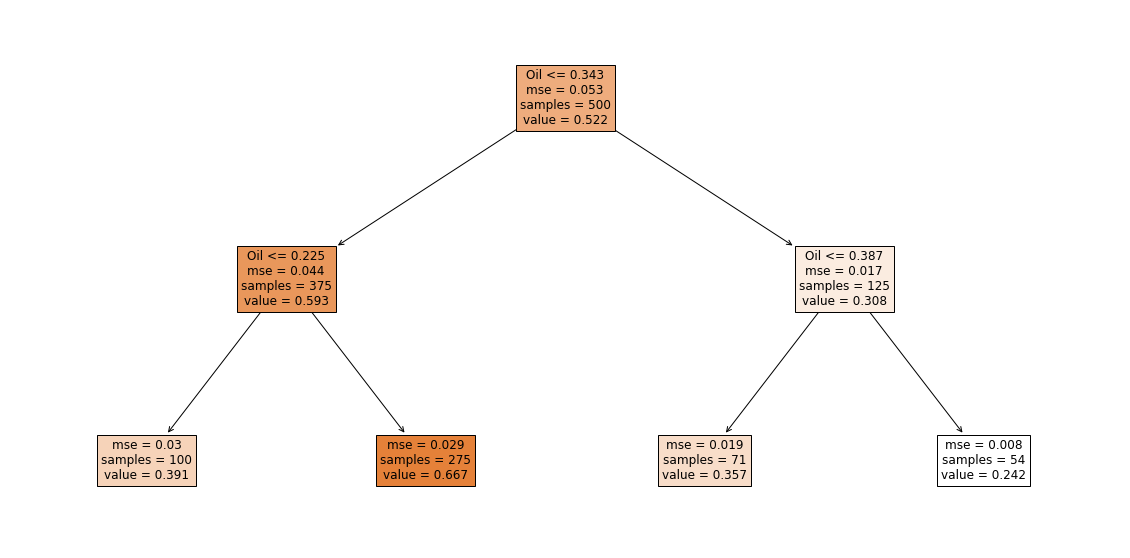 Oil <= 0.343
mse = 0.053
samples = 500
value = 0.522
Oil <= 0.225
mse = 0.044
samples = 375
value = 0.593
Oil <= 0.387
mse = 0.017
samples = 125
value = 0.308
mse = 0.03
samples = 100
value = 0.391
mse = 0.029
samples = 275
value = 0.667
mse = 0.019
samples = 71
value = 0.357
mse = 0.008
samples = 54
value = 0.242